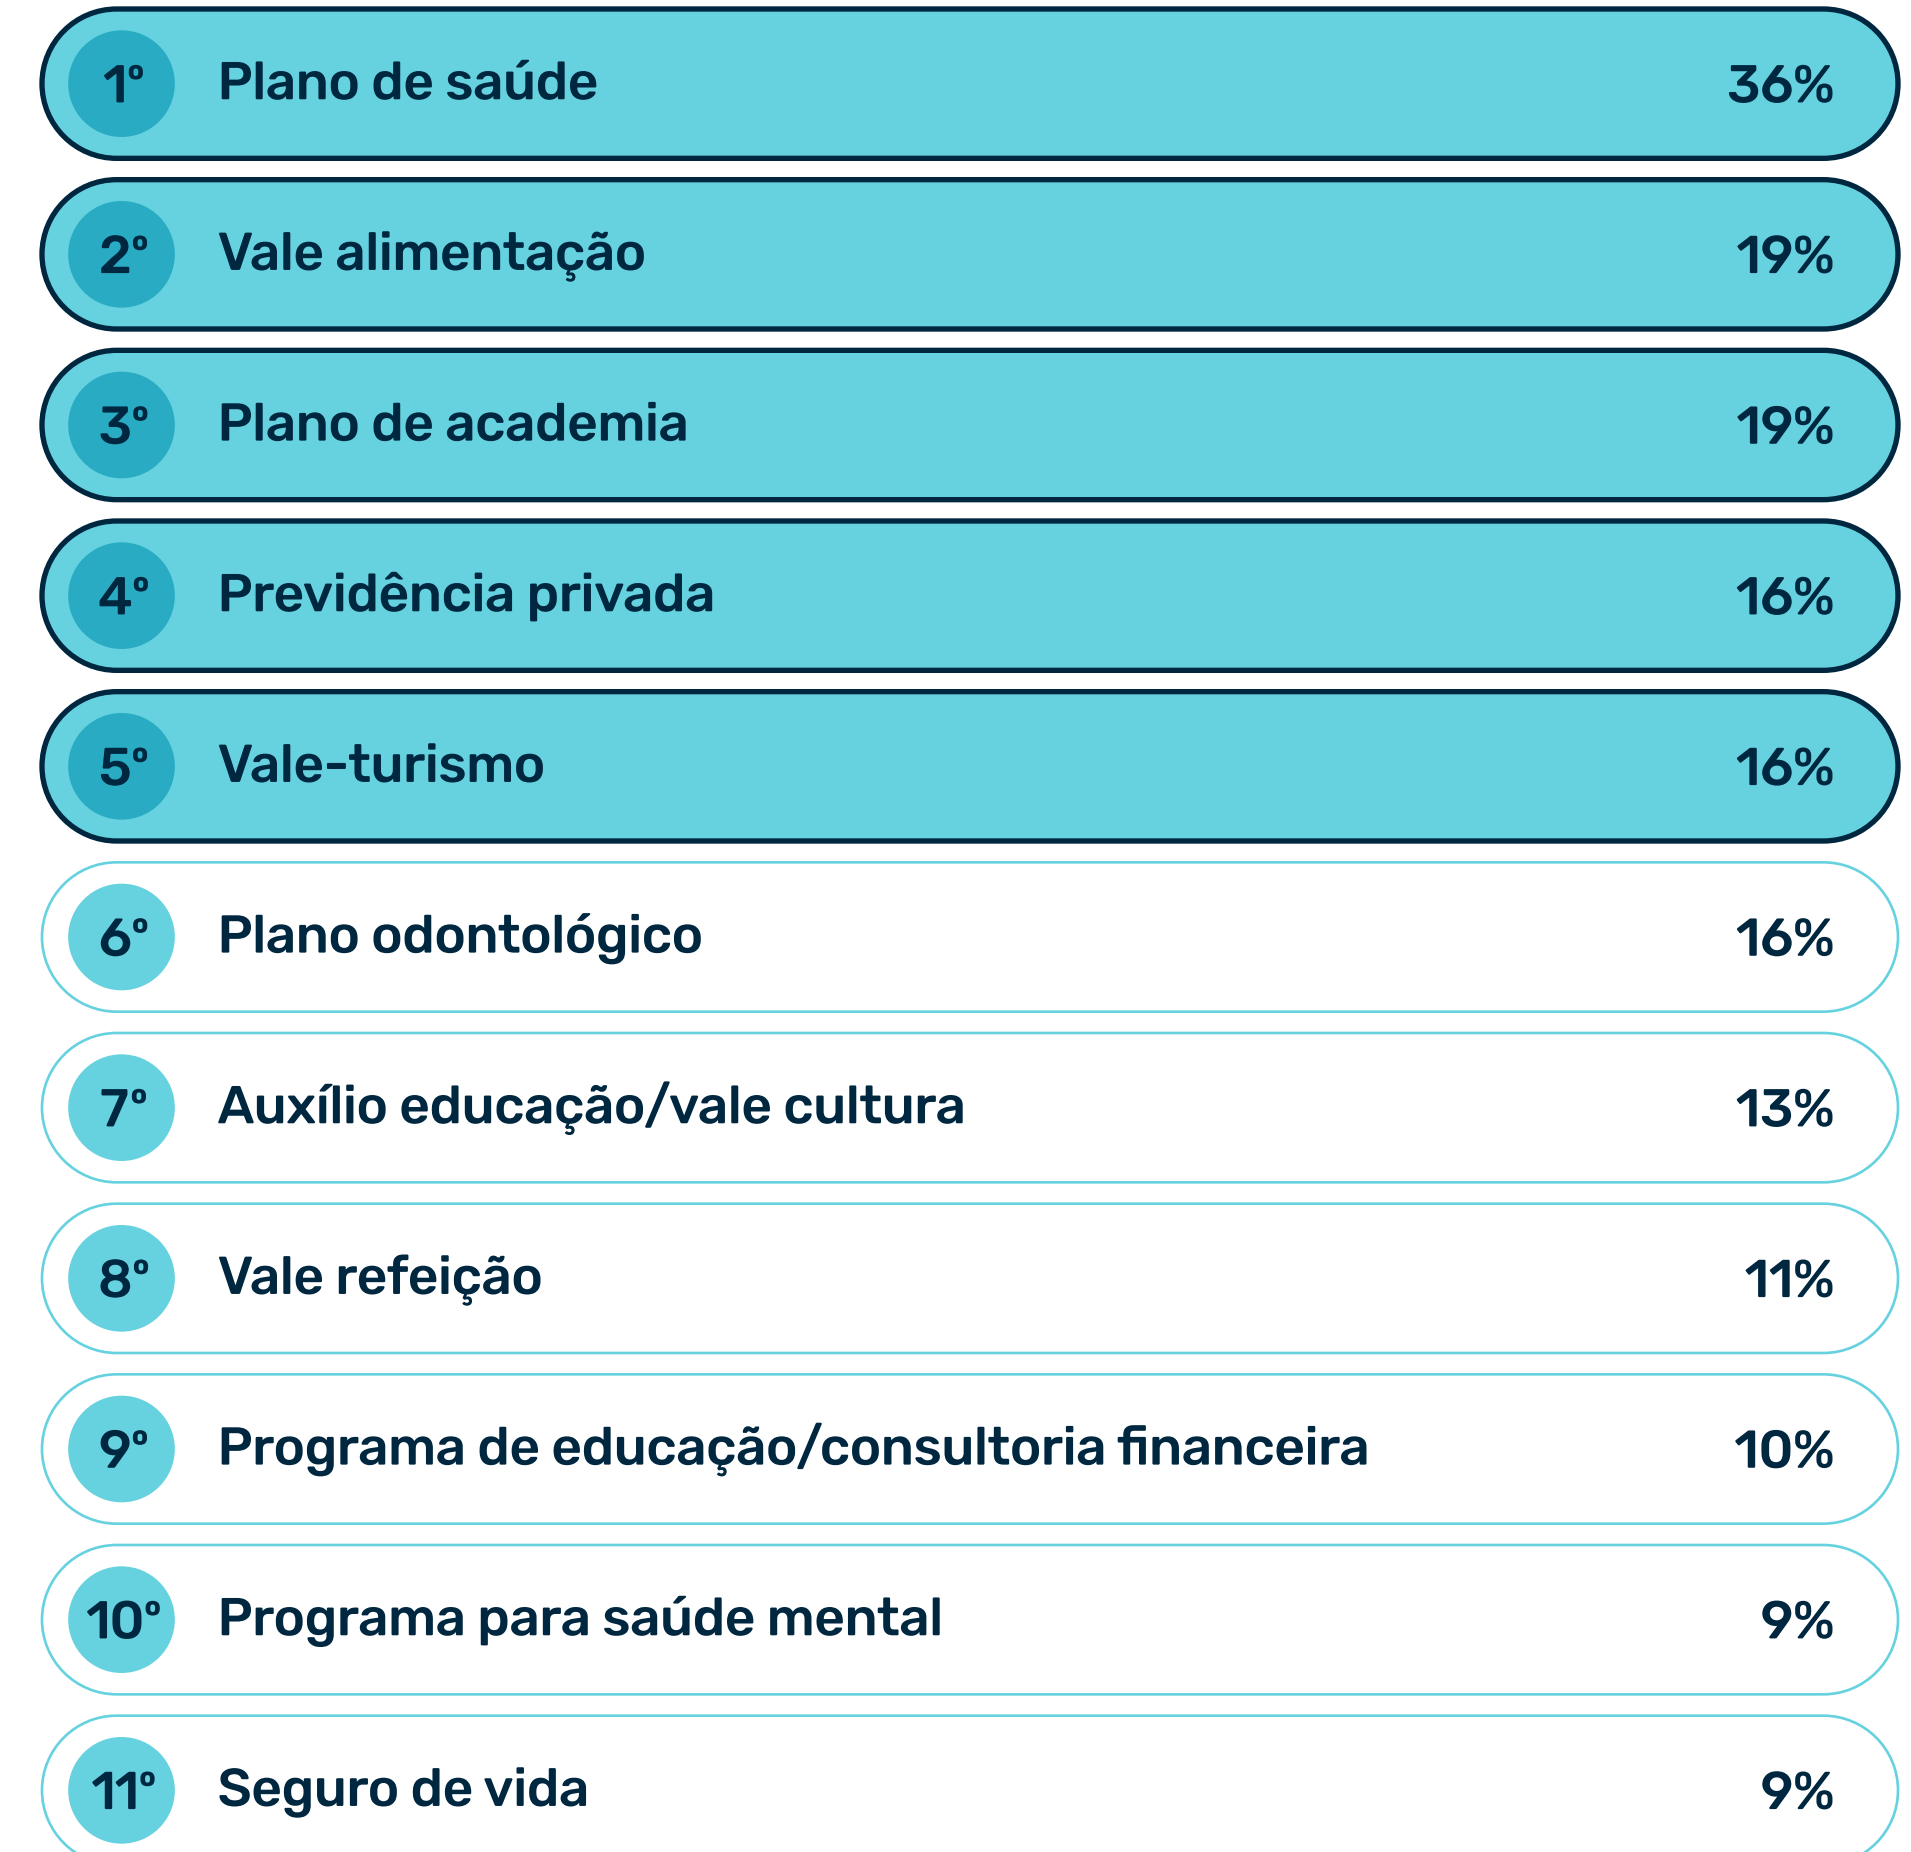 1º Plano de saúde 36%
2º Vale alimentação 19%
3º Plano de academia 19%
4º Previdência privada 16%
5º Vale-turismo 16%
6º Plano odontológico 16%
7º Auxílio educação/vale cultura 13%
8º Vale refeição 11%
9º Programa de educação/consultoria financeira 10%
10º Programa para saúde mental 9%
11º Seguro de vida 9%